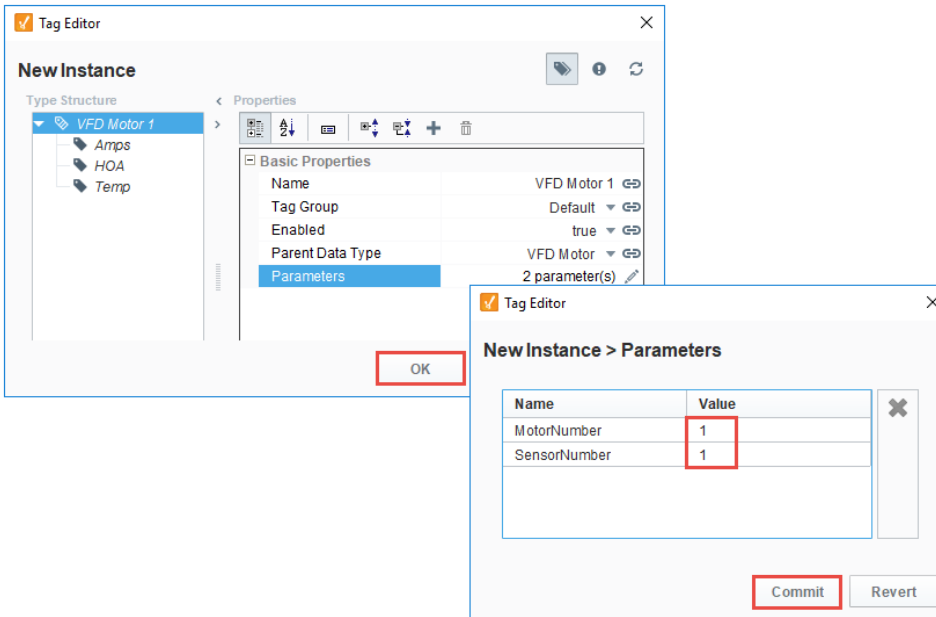 Tag Editor
New Instance
Type Structure
Properties
VFD Motor 1
Amps
HOA
Temp
Basic Properties
Name VFD Motor 1
Tag Group Default
Enabled true
Parent Data Type VFD Motor
Parameters 2 parameter(s)
OK
Tag Editor
New Instance > Parameters
Name Value
MotorNumber 1
SensorNumber 1
Commit Revert